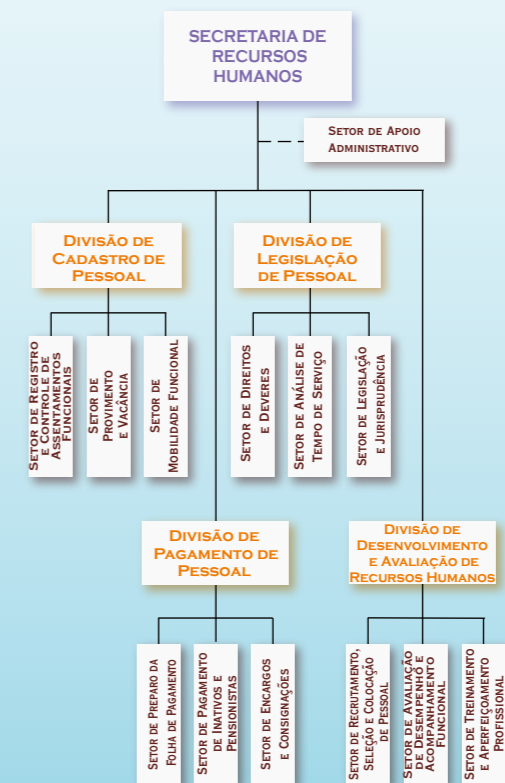 SECRETARIA DE
RECURSOS
HUMANOS
SETOR DE APOIO
ADMINISTRATIVO
DIVISÃO DE
CADASTRO DE
PESSOAL
DIVISÃO DE
LEGISLAÇÃO
DE PESSOAL
SETOR DE REGISTRO
E CONTROLE DE
ASSENTAMENTOS
FUNCIONAIS
SETOR DE
PROVIMENTO
E VACÂNCIA
SETOR DE
MOBILIDADE FUNCIONAL
SETOR DE DIREITOS
E DEVERES
SETOR DE ANÁLISE DE
TEMPO DE SERVIÇO
SETOR DE LEGISLAÇÃO
E JURISPRUDÊNCIA
DIVISÃO DE
PAGAMENTO DE
PESSOAL
DIVISÃO DE
DESENVOLVIMENTO
E AVALIAÇÃO DE
RECURSOS HUMANOS
SETOR DE PREPARO DA
FOLHA DE PAGAMENTO
SETOR DE PAGAMENTO
DE INATIVOS E
PENSIONISTAS
SETOR DE ENCARGOS
E CONSIGNAÇÕES
SETOR DE RECRUTAMENTO,
SELEÇÃO E COLOCAÇÃO
DE PESSOAL
SETOR DE AVALIAÇÃO
DE DESEMPENHO E
ACOMPANHAMENTO
FUNCIONAL
SETOR DE TREINAMENTO
E APERFEIÇOAMENTO
PROFISSIONAL